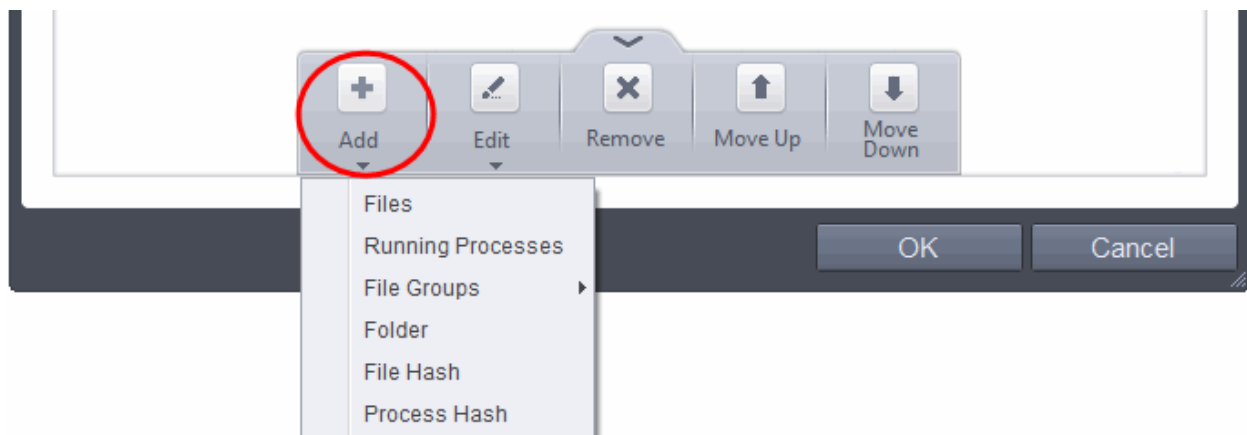 Add
Edit
Remove
Move Up
Move
Down
Files
Running Processes
OK
Cancel
File Groups
Folder
File Hash
Process Hash